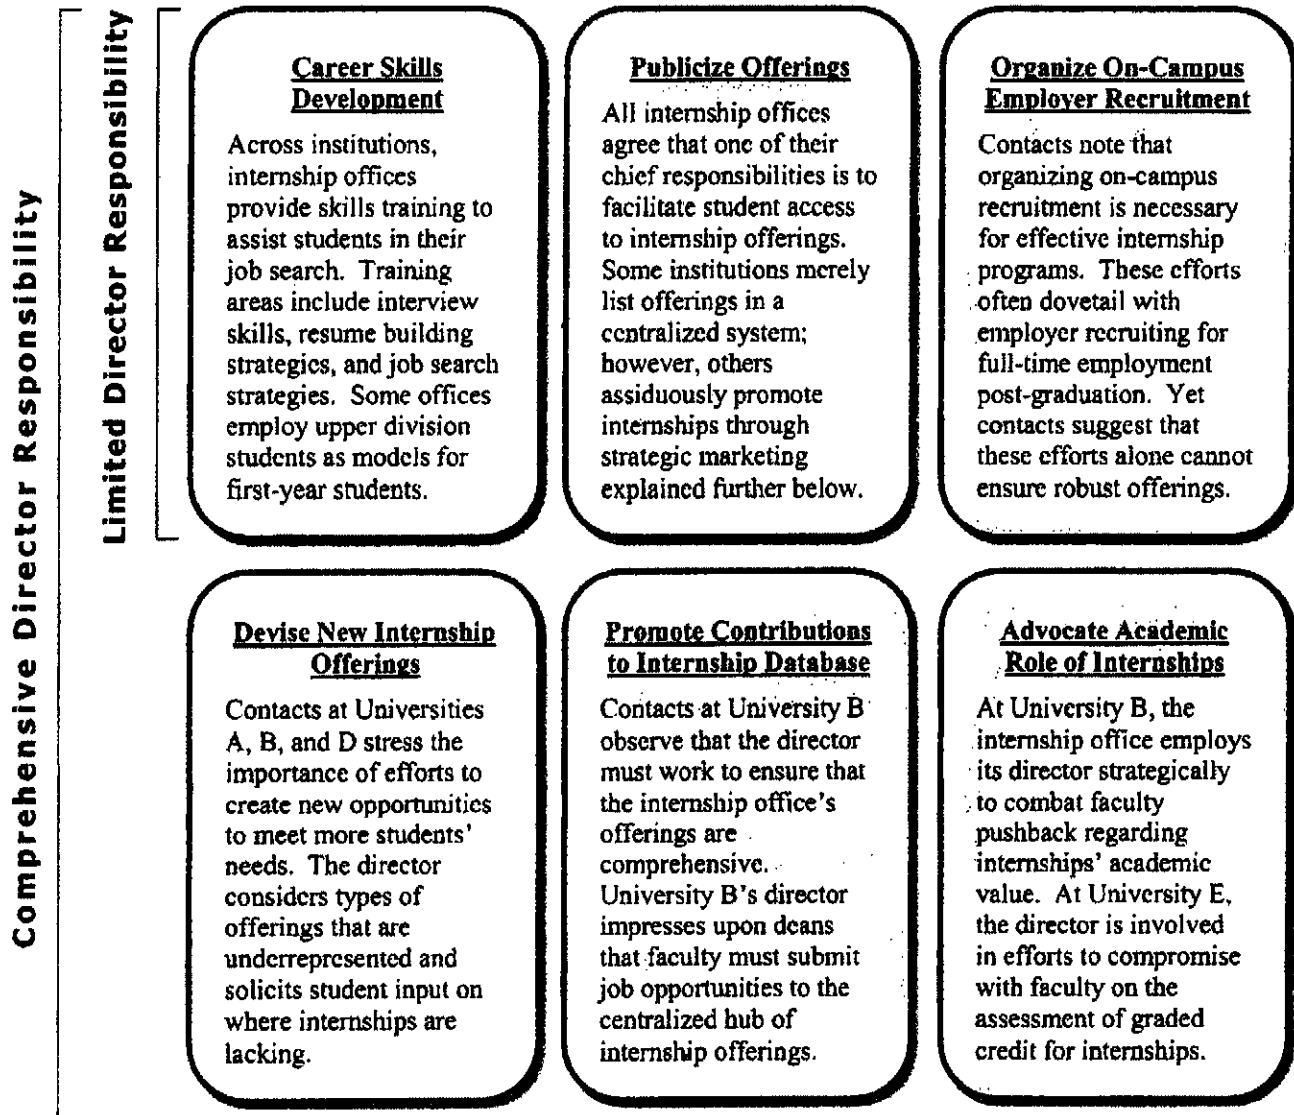 Comprehensive Director Responsibility
Limited Director Responsibility
Career Skills
Development
Across institutions,
internship offices
provide skills training to
assist students in their
job search. Training
areas include interview
skills, resume building
strategies, and job search
strategies. Some offices
employ upper division
students as models for
first-year students.
Publicize Offerings
All internship offices
agree that one of their
chief responsibilities is to
facilitate student access
to internship offerings.
Some institutions merely
list offerings in a
centralized system;
however, others
assiduously promote
internships through
strategic marketing
explained further below.
Organize On-Campus
Employer Recruitment
Contacts note that
organizing on-campus
recruitment is necessary
for effective internship
programs. These efforts
often dovetail with
employer recruiting for
full-time employment
post-graduation. Yet
contacts suggest that
these efforts alone cannot
ensure robust offerings.
Devise New Internship
Offerings
Contacts at Universities
A, B, and D stress the
importance of efforts to
create new opportunities
to meet more students'
needs. The director
considers types of
offerings that are
underrepresented and
solicits student input on
where internships are
lacking.
Promote Contributions
to Internship Database
Contacts at University B
observe that the director
must work to ensure that
the internship office's
offerings are
comprehensive.
University B's director
impresses upon deans
that faculty must submit
job opportunities to the
centralized hub of
internship offerings.
Advocate Academic
Role of Internships
At University B, the
internship office employs
its director strategically
to combat faculty
pushback regarding
internships' academic
value. At University E,
the director is involved
in efforts to compromise
with faculty on the
assessment of graded
credit for internships.